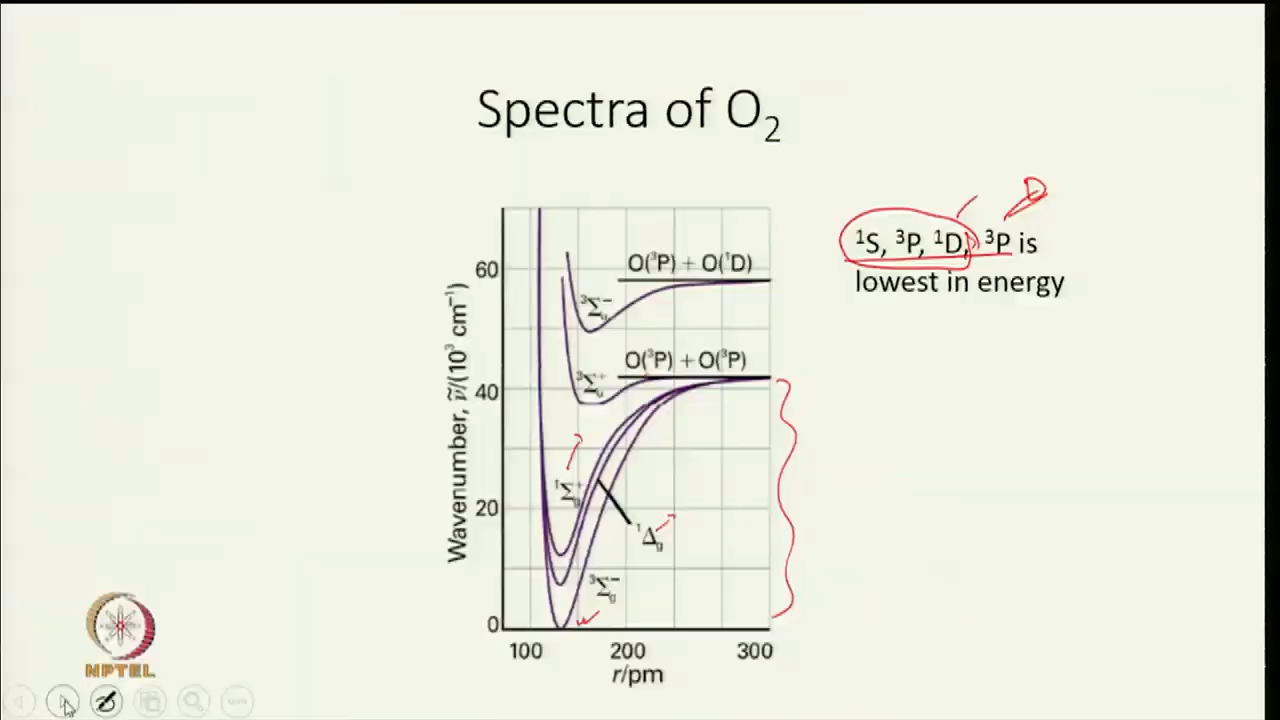 Spectra of O₂
O(³P) + O(¹D)
³Σᵤ⁻
O(³P) + O(³P)
³Σᵤ⁺
¹Σg⁺
¹Δg
³Σg⁻
Wavenumber, ν̃/(10³ cm⁻¹)
60
40
20
0
100 200 300
r/pm
¹S, ³P, ¹D, ³P is
lowest in energy
D
NPTEL